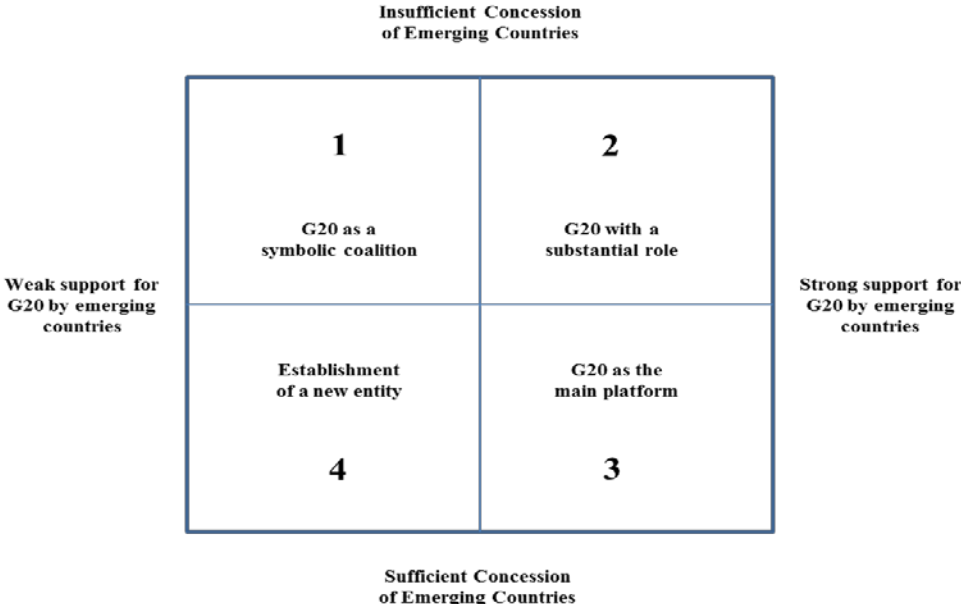 Insufficient Concession
of Emerging Countries
1
2
G20 as a
symbolic coalition
G20 with a
substantial role
Weak support for
G20 by emerging
countries
Strong support for
G20 by emerging
countries
Establishment
of a new entity
G20 as the
main platform
4
3
Sufficient Concession
of Emerging Countries